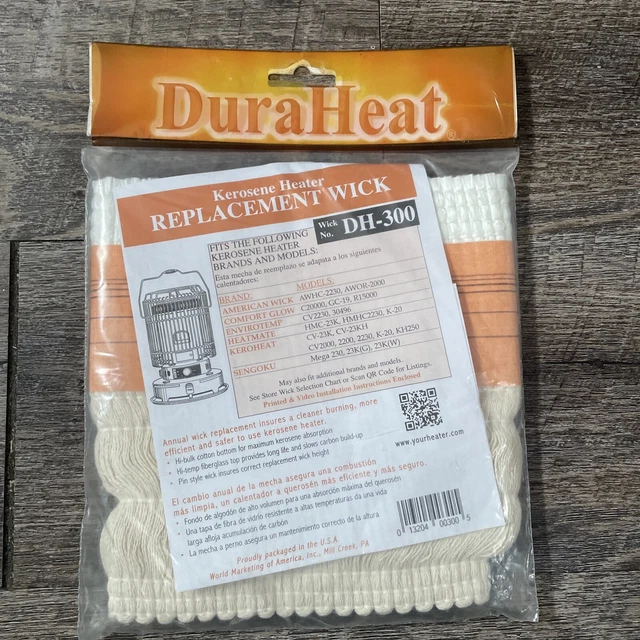 DuraHeat®
Kerosene Heater
REPLACEMENT WICK
Wick No. DH-300
FITS THE FOLLOWING
KEROSENE HEATER
BRANDS AND MODELS:
Esta mecha de reemplazo se adapata a los siguientes
calentadores:
BRAND: MODELS:
AMERICAN WICK AWHC-2230, AWOR-2000
COMFORT GLOW C20000, GC-19, R15000
ENVIROTEMP CV2230, 30496
HEATMATE HMC-23K, HMHC2230, K-20
KEROHEAT CV-23K, CV-23KH
CV2000, 2200, 2230, K-20, KH250
SENGOKU Mega 230, 23K(G), 23K(W)
May also fit additional brands and models.
See Store Wick Selection Chart or Scan QR Code for Listings.
Printed & Video Installation Instructions Enclosed
Annual wick replacement insures a cleaner burning, more
efficient and safer to use kerosene heater.
• Hi-bulk cotton bottom for maximum kerosene absorption
• Hi-temp fiberglass top provides long life and slows carbon build-up
• Pin style wick insures correct replacement wick height
www.yourheater.com
El cambio anual de la mecha asegura una combustión
más limpia, un calentador a querosén más eficiente y más seguro.
• Fondo de algodón de alto volumen para una absorción máxima del querosén
• Una tapa de fibra de vidrio resistente a altas temperaturas da una vida
larga afloja acumulación de carbón
• La mecha a perno asegura un mantenimiento correcto de la altura
Proudly packaged in the U.S.A.
World Marketing of America, Inc., Mill Creek, PA
0 13204 00300 5